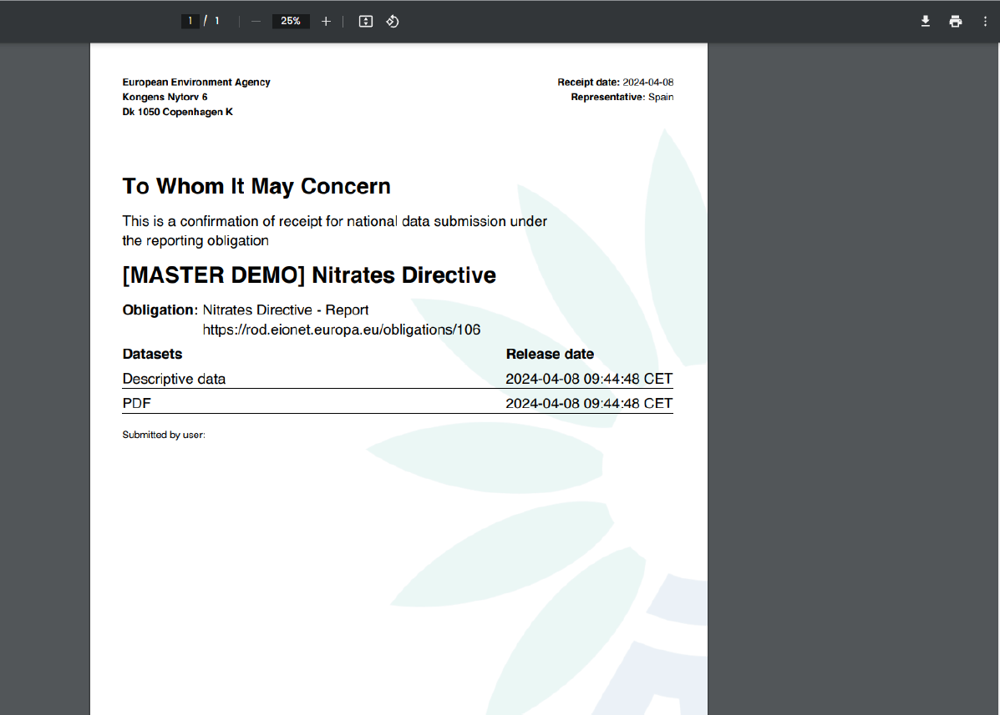 1 / 1 25%
European Environment Agency
Kongens Nytorv 6
Dk 1050 Copenhagen K
Receipt date: 2024-04-08
Representative: Spain
To Whom It May Concern
This is a confirmation of receipt for national data submission under
the reporting obligation
[MASTER DEMO] Nitrates Directive
Obligation: Nitrates Directive - Report
https://rod.eionet.europa.eu/obligations/106
Datasets Release date
Descriptive data 2024-04-08 09:44:48 CET
PDF 2024-04-08 09:44:48 CET
Submitted by user: